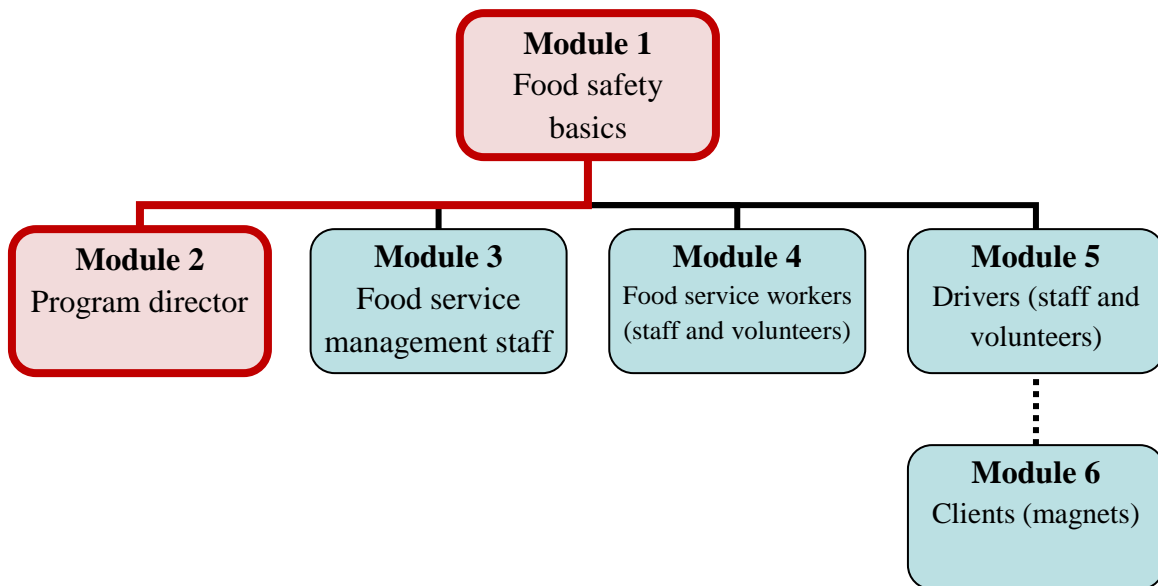 Module 1
Food safety
basics
Module 2
Program director
Module 3
Food service
management staff
Module 4
Food service workers
(staff and volunteers)
Module 5
Drivers (staff and
volunteers)
Module 6
Clients (magnets)